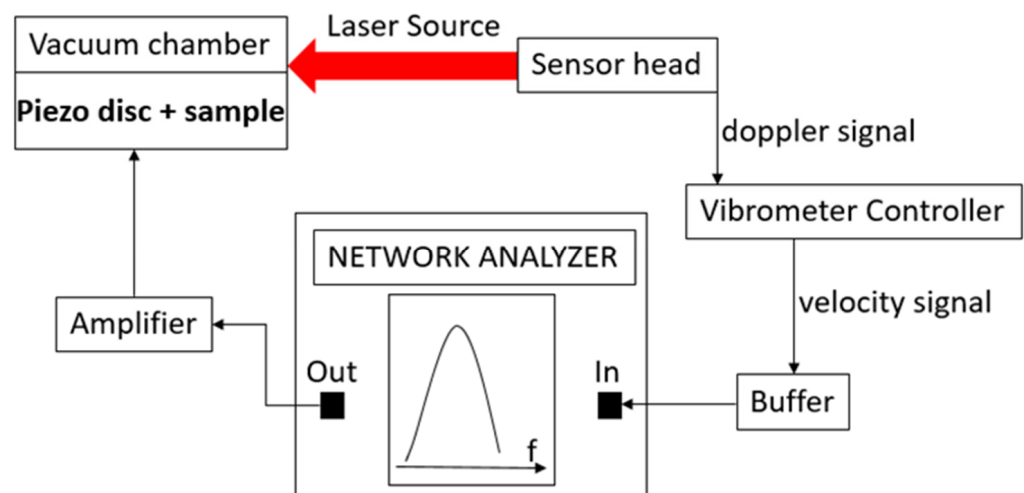 Laser Source
Vacuum chamber
Sensor head
Piezo disc + sample
doppler signal
Vibrometer Controller
NETWORK ANALYZER
velocity signal
Amplifier
Out
In
Buffer
f